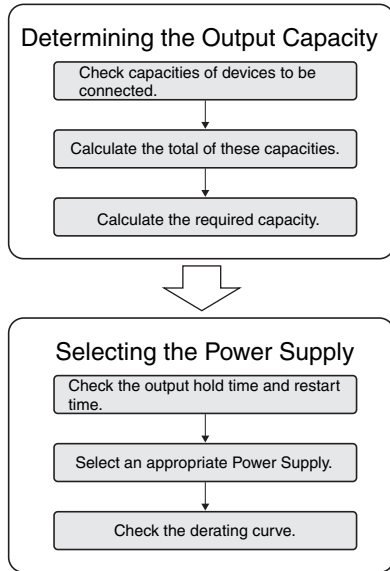 Determining the Output Capacity
Check capacities of devices to be
connected.
Calculate the total of these capacities.
Calculate the required capacity.
Selecting the Power Supply
Check the output hold time and restart
time.
Select an appropriate Power Supply.
Check the derating curve.